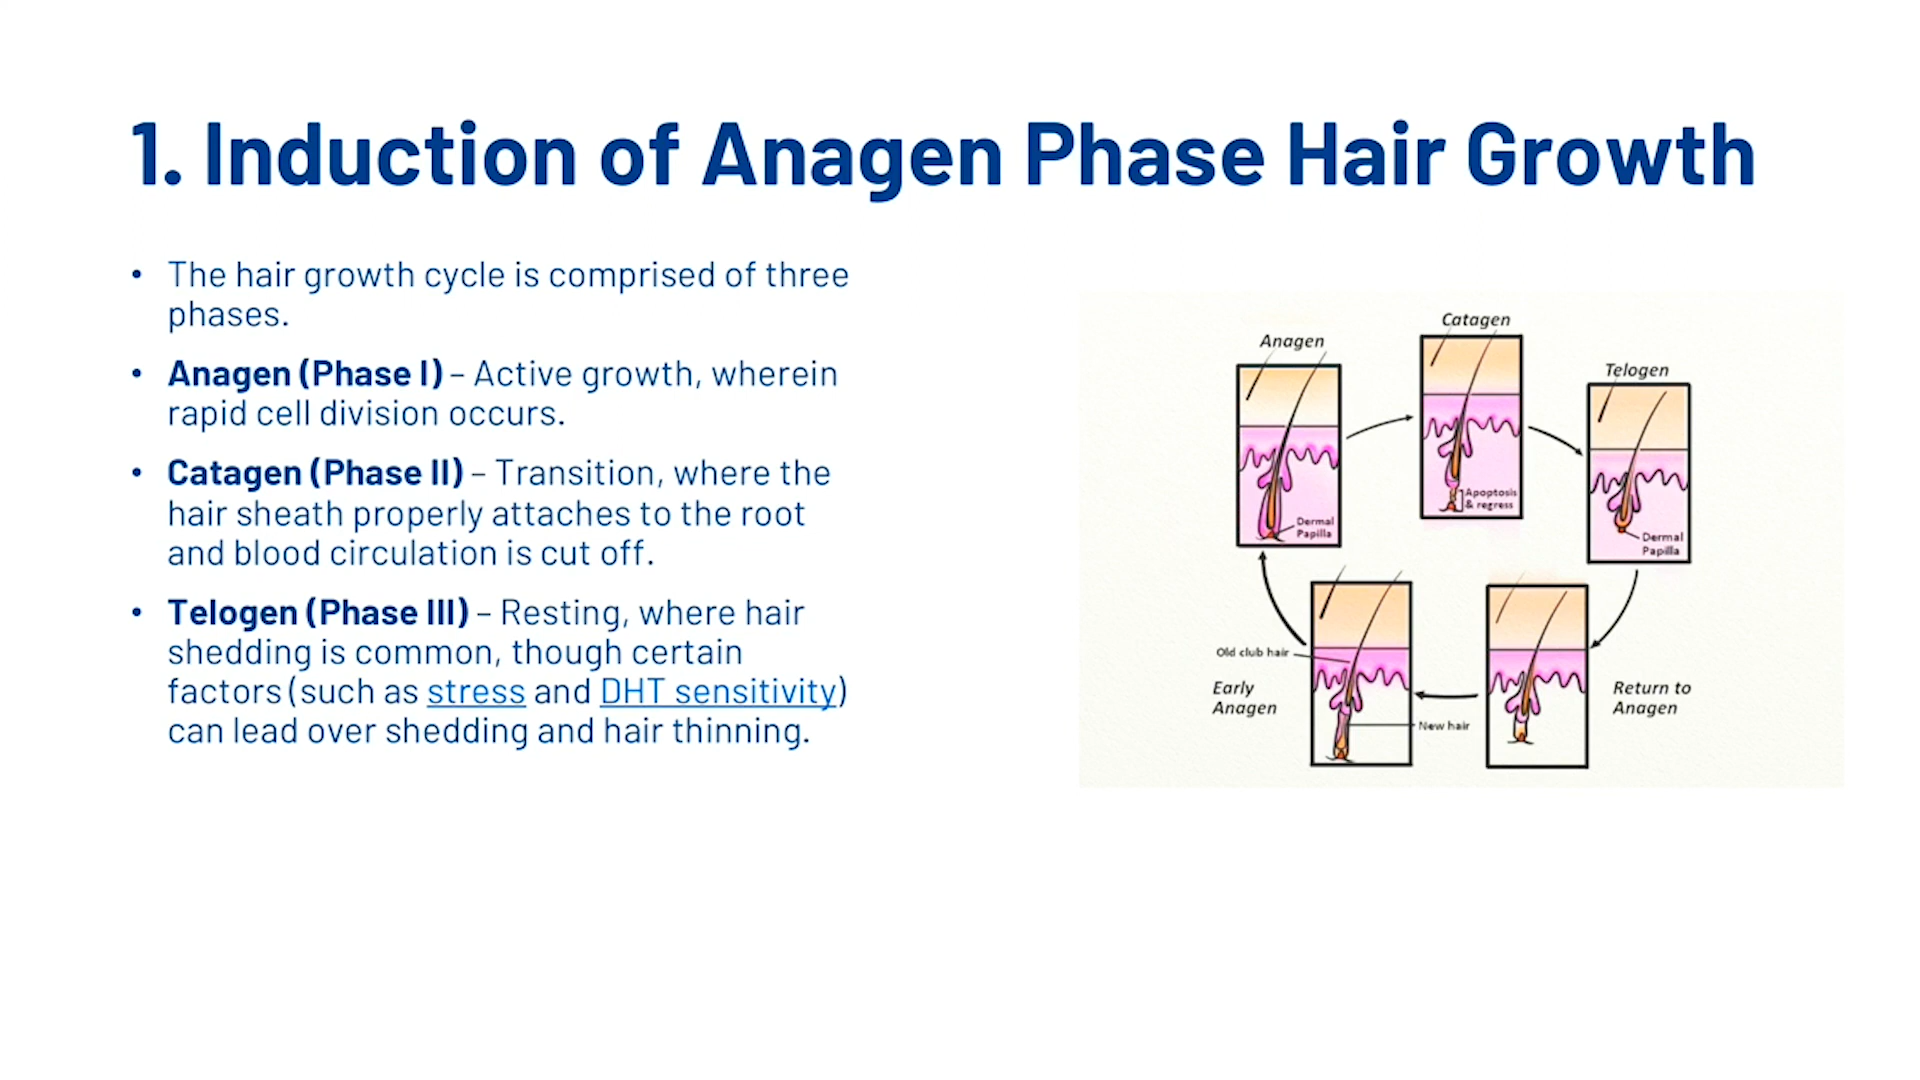 1. Induction of Anagen Phase Hair Growth
• The hair growth cycle is comprised of three
phases.
• Anagen (Phase I) – Active growth, wherein
rapid cell division occurs.
• Catagen (Phase II) – Transition, where the
hair sheath properly attaches to the root
and blood circulation is cut off.
• Telogen (Phase III) – Resting, where hair
shedding is common, though certain
factors (such as stress and DHT sensitivity)
can lead over shedding and hair thinning.
Anagen
Dermal
Papilla
Catagen
Apoptosis
& regress
Telogen
Dermal
Papilla
Return to
Anagen
Old club hair
Early
Anagen
New hair